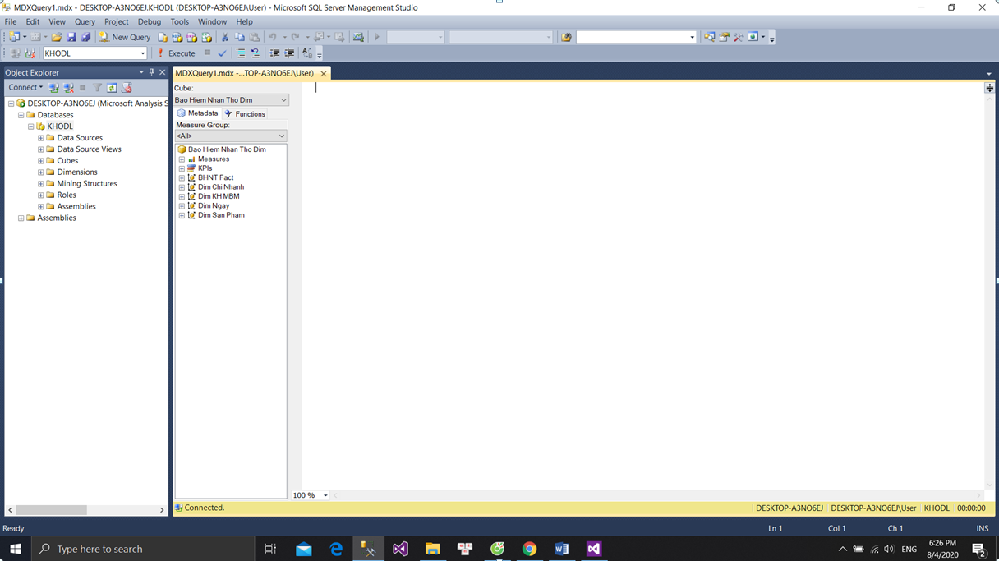 MDXQuery1.mdx - DESKTOP-A3NO6EJ.KHODL (DESKTOP-A3NO6EJ\User) - Microsoft SQL Server Management Studio
File Edit View Query Project Debug Tools Window Help
New Query
KHODL Execute
Object Explorer
Connect
DESKTOP-A3NO6EJ (Microsoft Analysis S
Databases
KHODL
Data Sources
Data Source Views
Cubes
Dimensions
Mining Structures
Roles
Assemblies
Assemblies
MDXQuery1.mdx -...TOP-A3NO6EJ\User)
Cube:
Bao Hiem Nhan Tho Dim
Metadata Functions
Measure Group:
<All>
Bao Hiem Nhan Tho Dim
Measures
KPIs
BHNT Fact
Dim Chi Nhanh
Dim KH MBM
Dim Ngay
Dim San Pham
100 %
Connected. DESKTOP-A3NO6EJ DESKTOP-A3NO6EJ\User KHODL 00:00:00
Ready Ln 1 Col 1 Ch 1 INS
Type here to search ENG 6:26 PM
8/4/2020 2